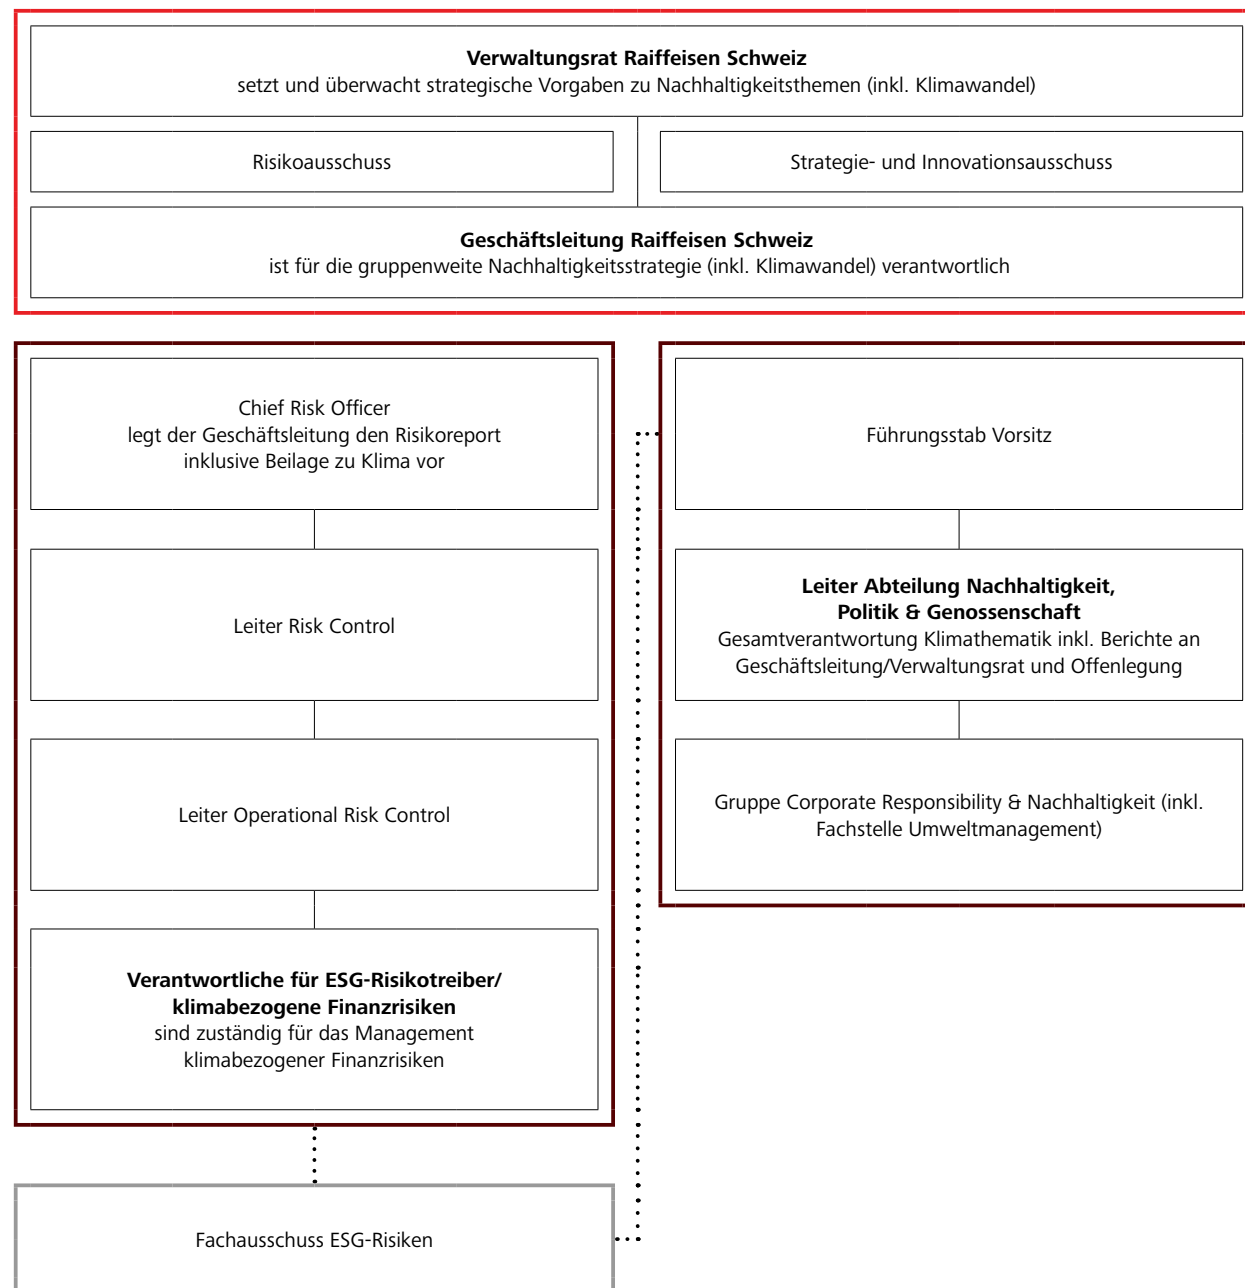 Verwaltungsrat Raiffeisen Schweiz
setzt und überwacht strategische Vorgaben zu Nachhaltigkeitsthemen (inkl. Klimawandel)
Risikoausschuss
Strategie- und Innovationsausschuss
Geschäftsleitung Raiffeisen Schweiz
ist für die gruppenweite Nachhaltigkeitsstrategie (inkl. Klimawandel) verantwortlich
Chief Risk Officer
legt der Geschäftsleitung den Risikoreport
inklusive Beilage zu Klima vor
Leiter Risk Control
Leiter Operational Risk Control
Verantwortliche für ESG-Risikotreiber/
klimabezogene Finanzrisiken
sind zuständig für das Management
klimabezogener Finanzrisiken
Führungsstab Vorsitz
Leiter Abteilung Nachhaltigkeit,
Politik & Genossenschaft
Gesamtverantwortung Klimathematik inkl. Berichte an
Geschäftsleitung/Verwaltungsrat und Offenlegung
Gruppe Corporate Responsibility & Nachhaltigkeit (inkl.
Fachstelle Umweltmanagement)
Fachausschuss ESG-Risiken